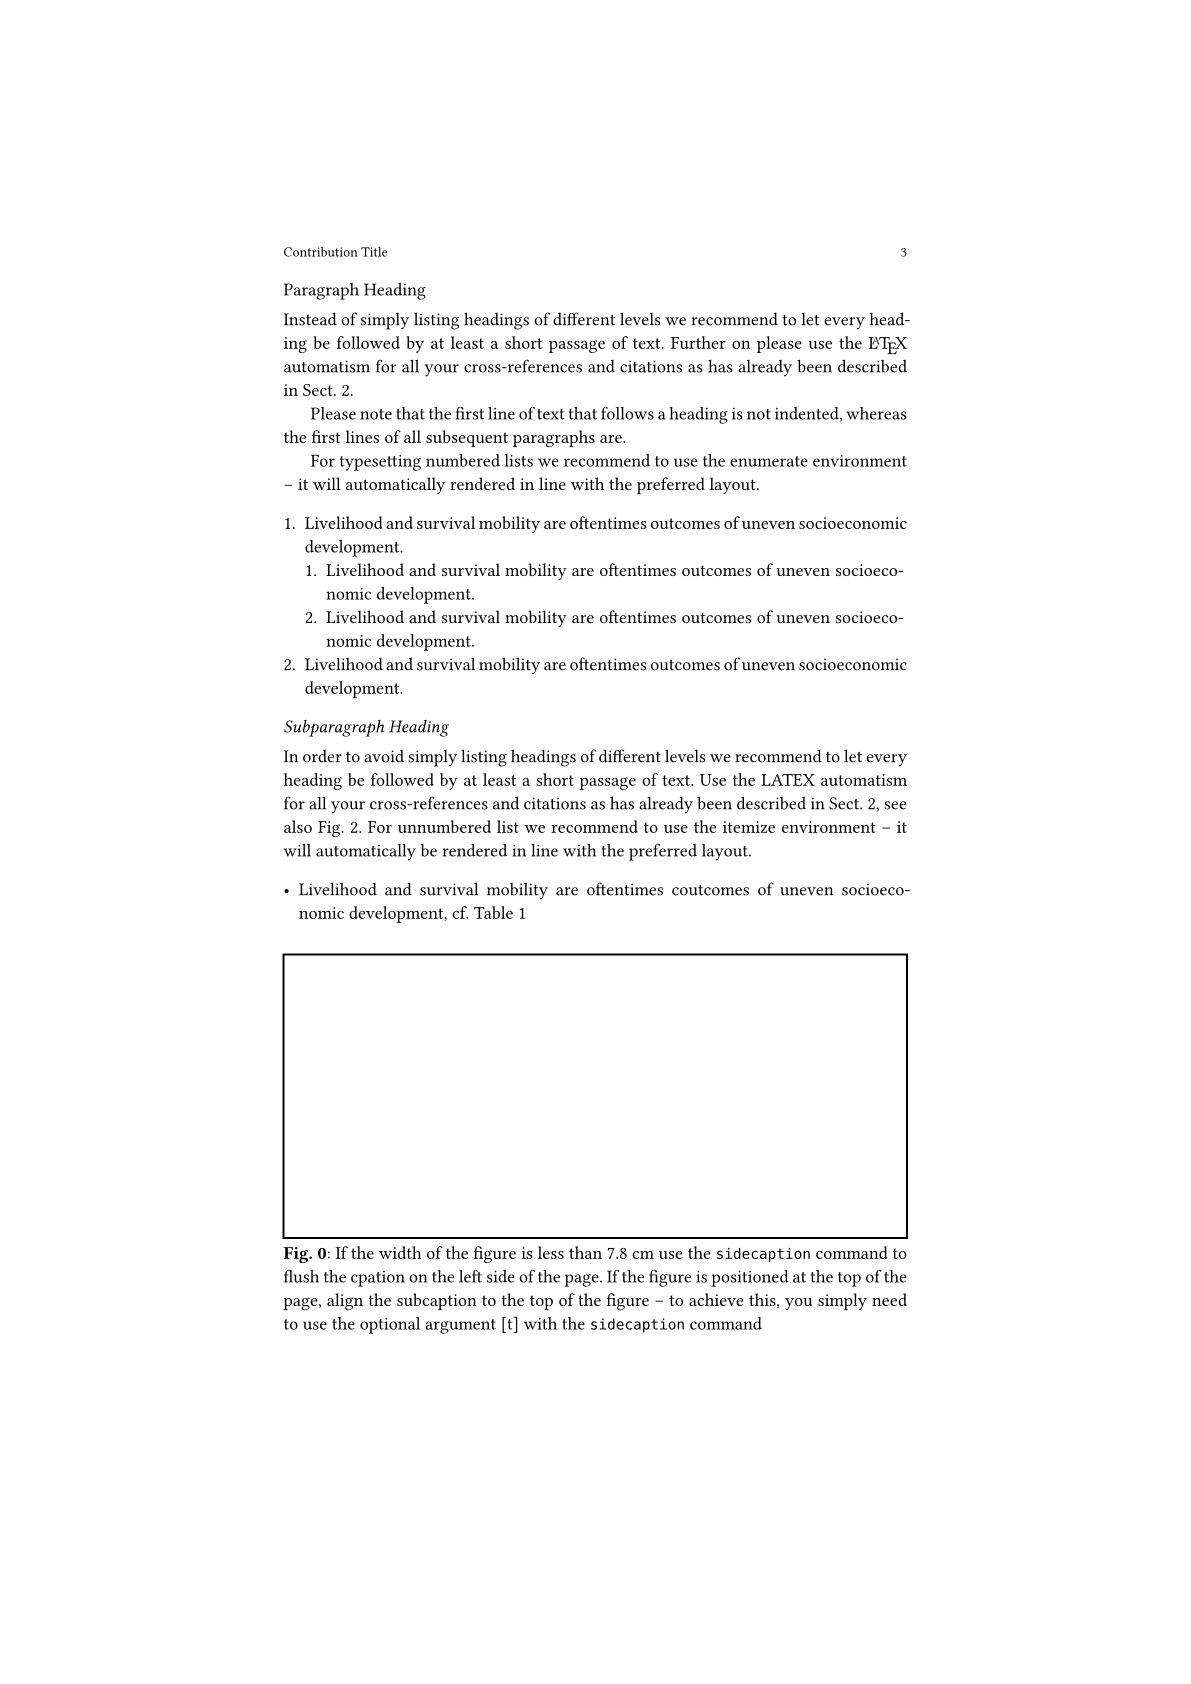 Contribution Title 3
Paragraph Heading
Instead of simply listing headings of different levels we recommend to let every head-
ing be followed by at least a short passage of text. Further on please use the LATEX
automatism for all your cross-references and citations as has already been described
in Sect. 2.
Please note that the first line of text that follows a heading is not indented, whereas
the first lines of all subsequent paragraphs are.
For typesetting numbered lists we recommend to use the enumerate environment
– it will automatically rendered in line with the preferred layout.
1. Livelihood and survival mobility are oftentimes outcomes of uneven socioeconomic
development.
1. Livelihood and survival mobility are oftentimes outcomes of uneven socioeco-
nomic development.
2. Livelihood and survival mobility are oftentimes outcomes of uneven socioeco-
nomic development.
2. Livelihood and survival mobility are oftentimes outcomes of uneven socioeconomic
development.
Subparagraph Heading
In order to avoid simply listing headings of different levels we recommend to let every
heading be followed by at least a short passage of text. Use the LATEX automatism
for all your cross-references and citations as has already been described in Sect. 2, see
also Fig. 2. For unnumbered list we recommend to use the itemize environment – it
will automatically be rendered in line with the preferred layout.
• Livelihood and survival mobility are oftentimes coutcomes of uneven socioeco-
nomic development, cf. Table 1
Fig. 0: If the width of the figure is less than 7.8 cm use the sidecaption command to
flush the cpation on the left side of the page. If the figure is positioned at the top of the
page, align the subcaption to the top of the figure – to achieve this, you simply need
to use the optional argument [t] with the sidecaption command